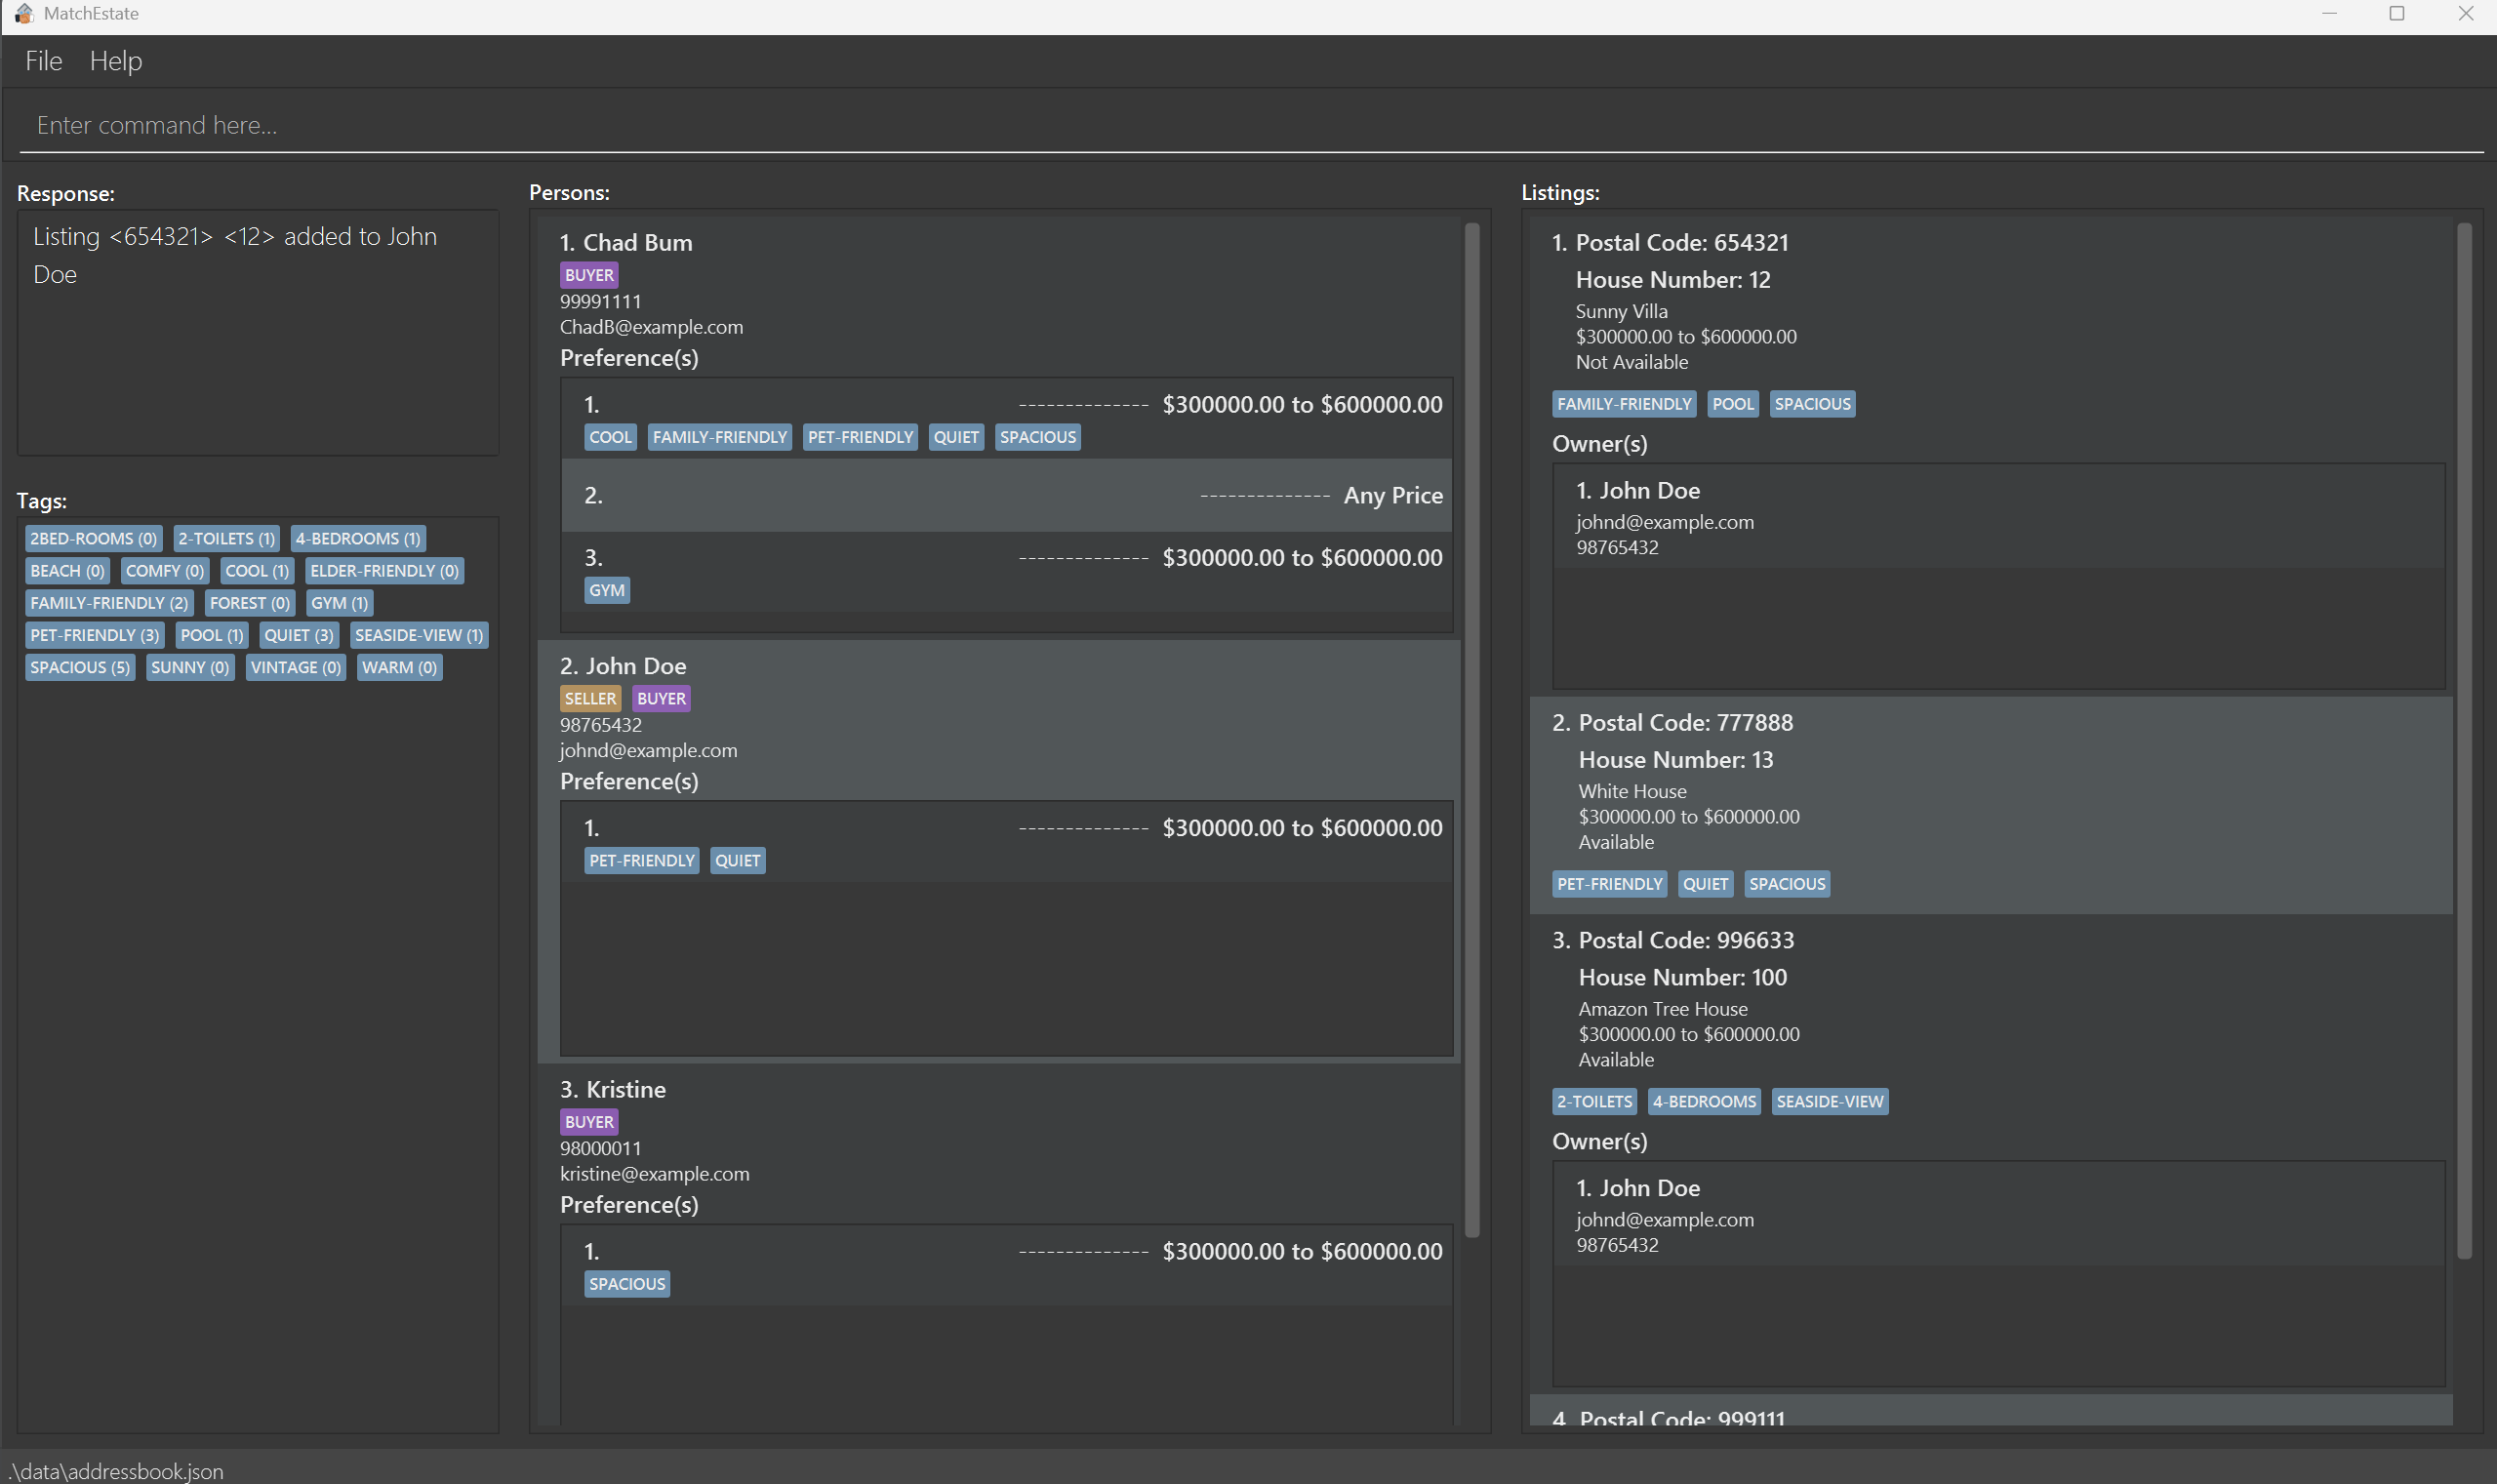 MatchEstate
File Help
Enter command here...
Response:
Listing <654321> <12> added to John
Doe
Tags:
2BED-ROOMS (0) 2-TOILETS (1) 4-BEDROOMS (1)
BEACH (0) COMFY (0) COOL (1) ELDER-FRIENDLY (0)
FAMILY-FRIENDLY (2) FOREST (0) GYM (1)
PET-FRIENDLY (3) POOL (1) QUIET (3) SEASIDE-VIEW (1)
SPACIOUS (5) SUNNY (0) VINTAGE (0) WARM (0)
Persons:
1. Chad Bum
BUYER
99991111
ChadB@example.com
Preference(s)
1. -------------- $300000.00 to $600000.00
COOL FAMILY-FRIENDLY PET-FRIENDLY QUIET SPACIOUS
2. -------------- Any Price
3. -------------- $300000.00 to $600000.00
GYM
2. John Doe
SELLER BUYER
98765432
johnd@example.com
Preference(s)
1. -------------- $300000.00 to $600000.00
PET-FRIENDLY QUIET
3. Kristine
BUYER
98000011
kristine@example.com
Preference(s)
1. -------------- $300000.00 to $600000.00
SPACIOUS
Listings:
1. Postal Code: 654321
House Number: 12
Sunny Villa
$300000.00 to $600000.00
Not Available
FAMILY-FRIENDLY POOL SPACIOUS
Owner(s)
1. John Doe
johnd@example.com
98765432
2. Postal Code: 777888
House Number: 13
White House
$300000.00 to $600000.00
Available
PET-FRIENDLY QUIET SPACIOUS
3. Postal Code: 996633
House Number: 100
Amazon Tree House
$300000.00 to $600000.00
Available
2-TOILETS 4-BEDROOMS SEASIDE-VIEW
Owner(s)
1. John Doe
johnd@example.com
98765432
4. Postal Code: 999111
.\data\addressbook.json